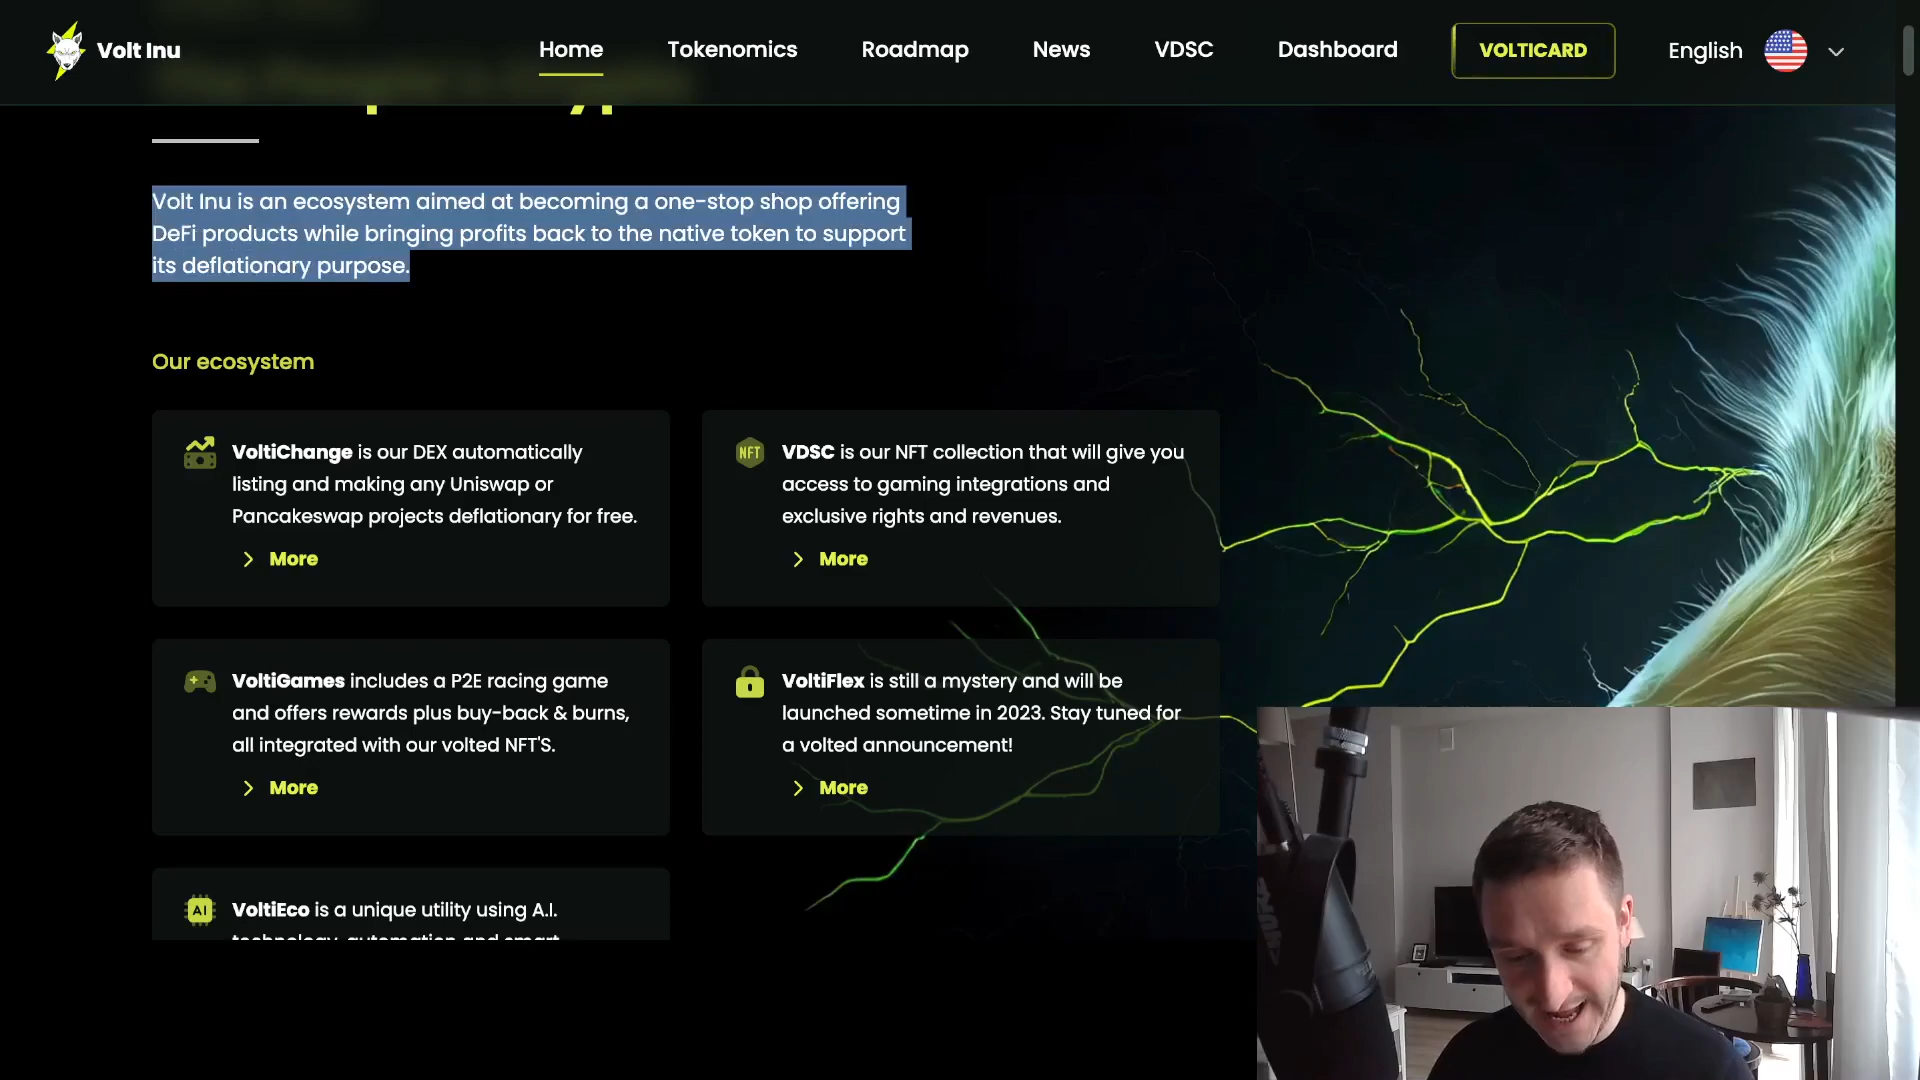 Volt Inu
Home
Tokenomics
Roadmap
News
VDSC
Dashboard
VOLTICARD
English
Volt Inu is an ecosystem aimed at becoming a one-stop shop offering
DeFi products while bringing profits back to the native token to support
its deflationary purpose.
Our ecosystem
VoltiChange is our DEX automatically
listing and making any Uniswap or
Pancakeswap projects deflationary for free.
More
NFT
VDSC is our NFT collection that will give you
access to gaming integrations and
exclusive rights and revenues.
More
VoltiGames includes a P2E racing game
and offers rewards plus buy-back & burns,
all integrated with our volted NFT'S.
More
VoltiFlex is still a mystery and will be
launched sometime in 2023. Stay tuned for
a volted announcement!
More
AI
VoltiEco is a unique utility using A.I.
technology, automation and smart